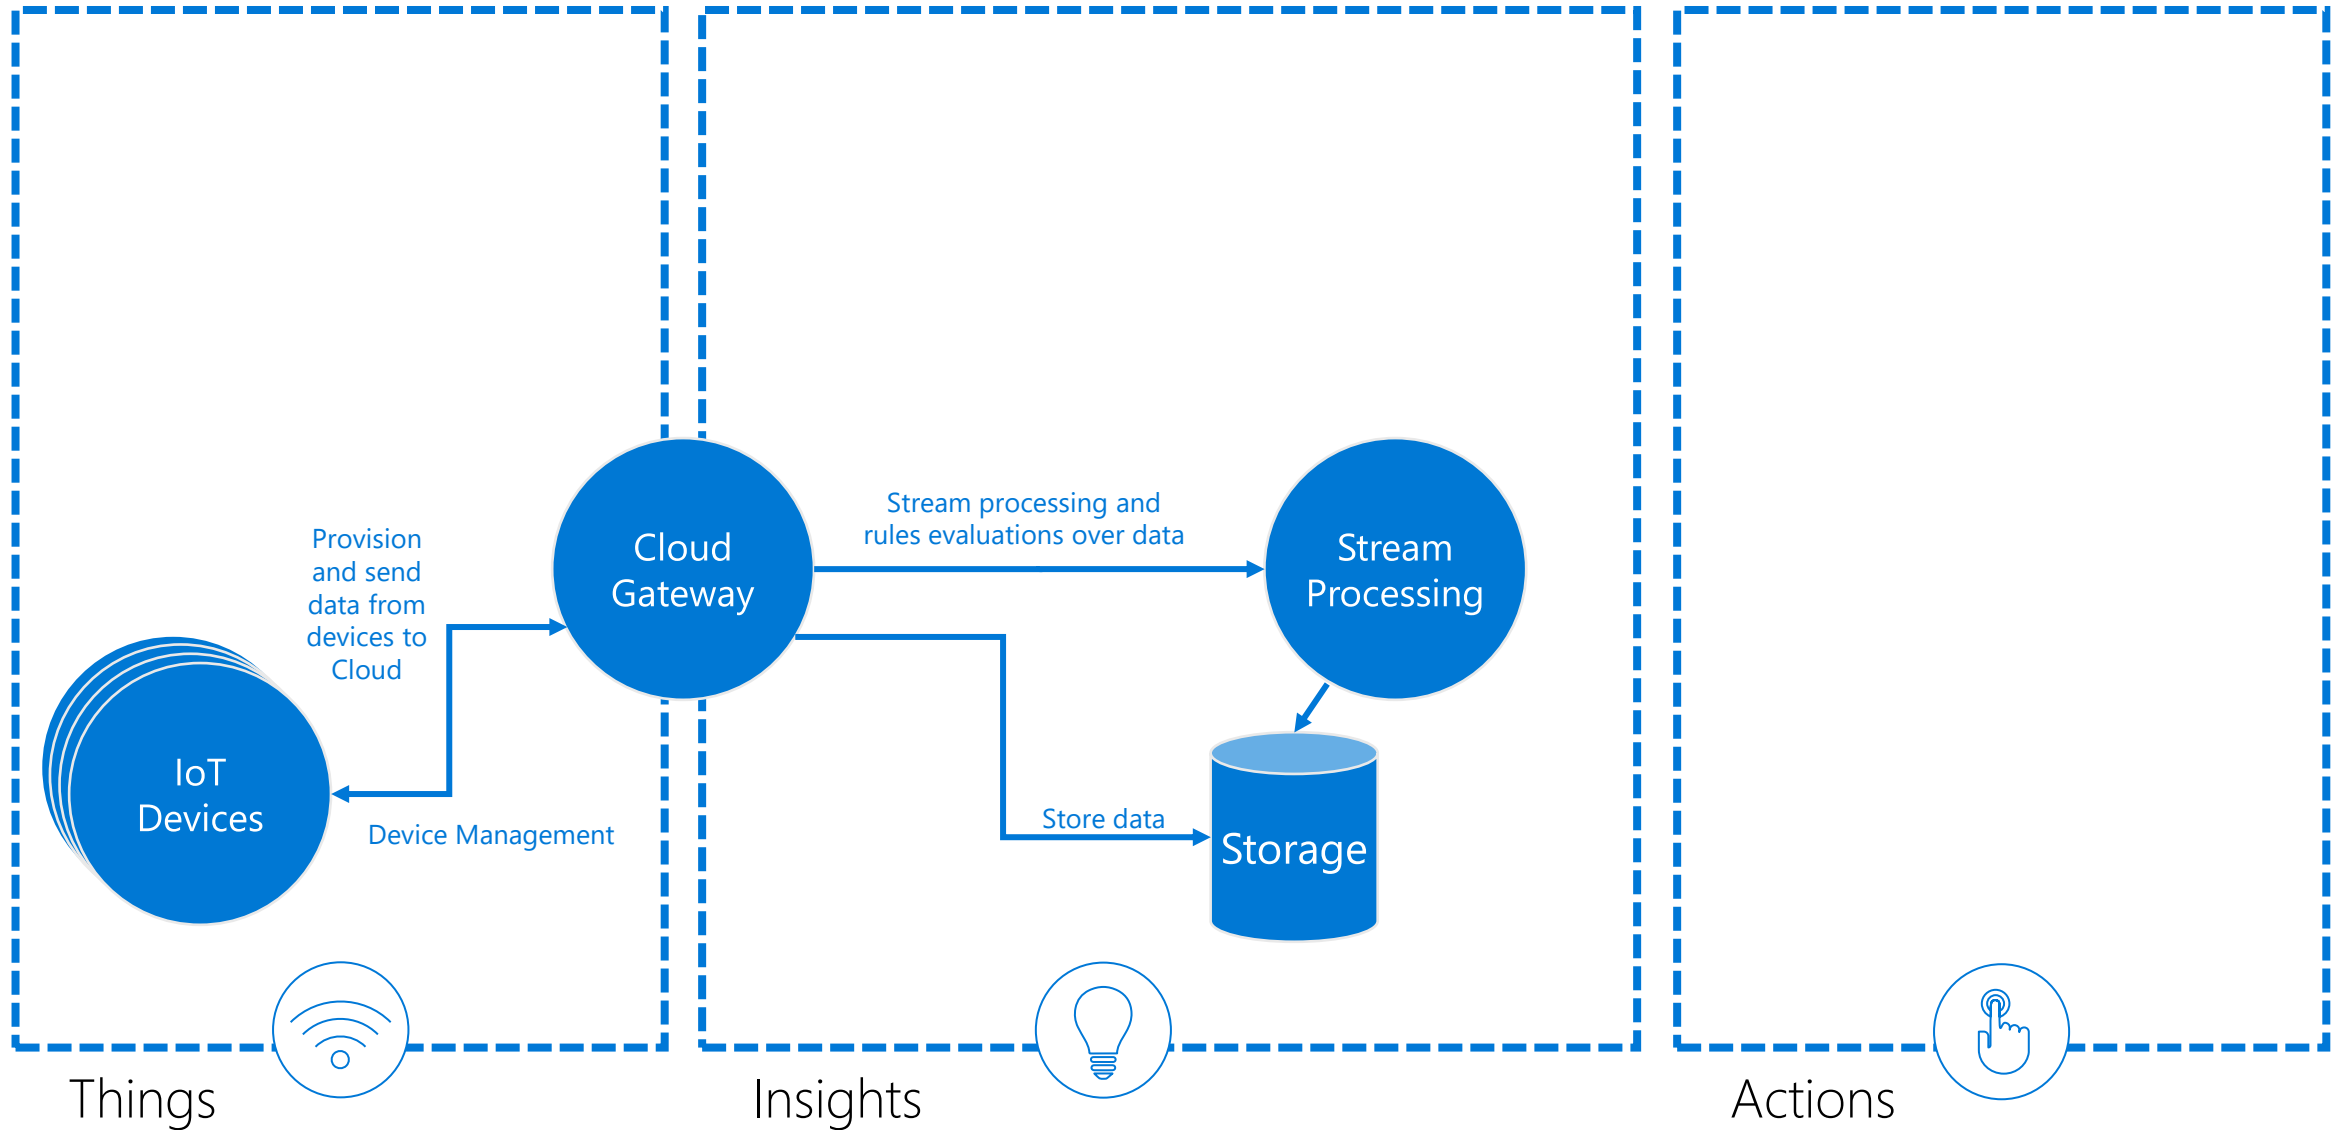 Provision
and send
data from
devices to
Cloud
IoT
Devices
Device Management
Cloud
Gateway
Stream processing and
rules evaluations over data
Stream
Processing
Store data
Storage
Things
Insights
Actions